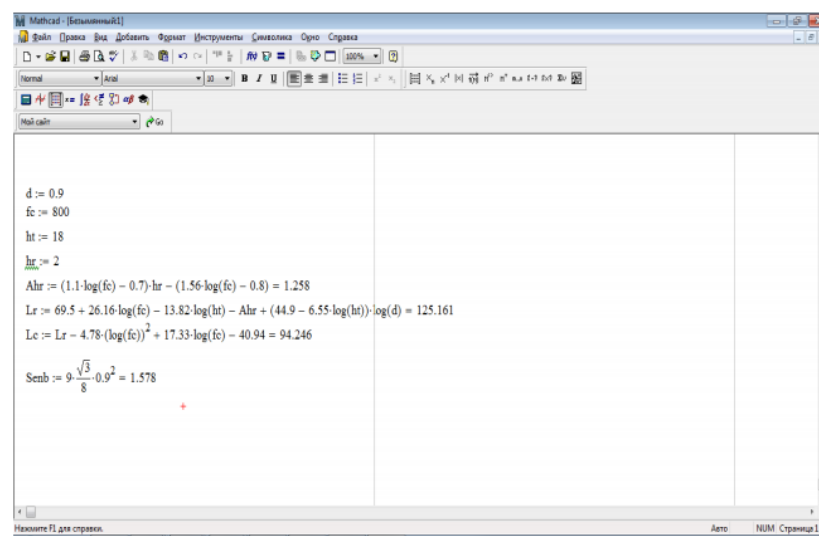 Mathcad - [Безымянный1]
Файл Правка Вид Добавить Формат Инструменты Символика Окно Справка
100%
Normal Arial 10 B I U
Мой сайт Go
d := 0.9
fc := 800
ht := 18
hr := 2
Ahr := (1.1·log(fc) − 0.7)·hr − (1.56·log(fc) − 0.8) = 1.258
Lr := 69.5 + 26.16·log(fc) − 13.82·log(ht) − Ahr + (44.9 − 6.55·log(ht))·log(d) = 125.161
Lc := Lr − 4.78·(log(fc))² + 17.33·log(fc) − 40.94 = 94.246
Senb := 9·√3/8·0.9² = 1.578
Нажмите F1 для справки. Авто NUM Страница 1